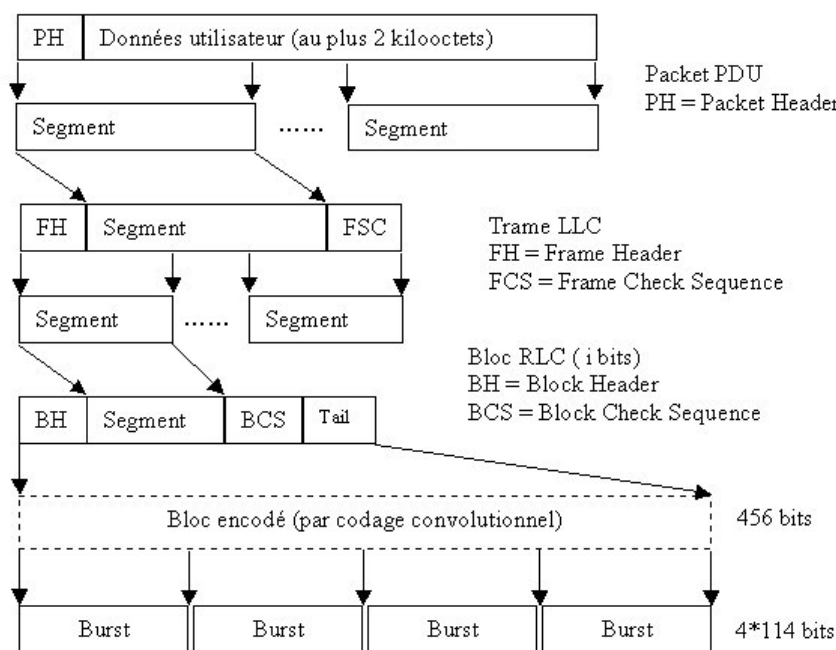 PH Données utilisateur (au plus 2 kilooctets)
Packet PDU
PH = Packet Header
Segment ...... Segment
FH Segment FSC
Trame LLC
FH = Frame Header
FCS = Frame Check Sequence
Segment ...... Segment
Bloc RLC ( i bits)
BH = Block Header
BCS = Block Check Sequence
BH Segment BCS Tail
Bloc encodé (par codage convolutionnel) 456 bits
Burst Burst Burst Burst 4*114 bits